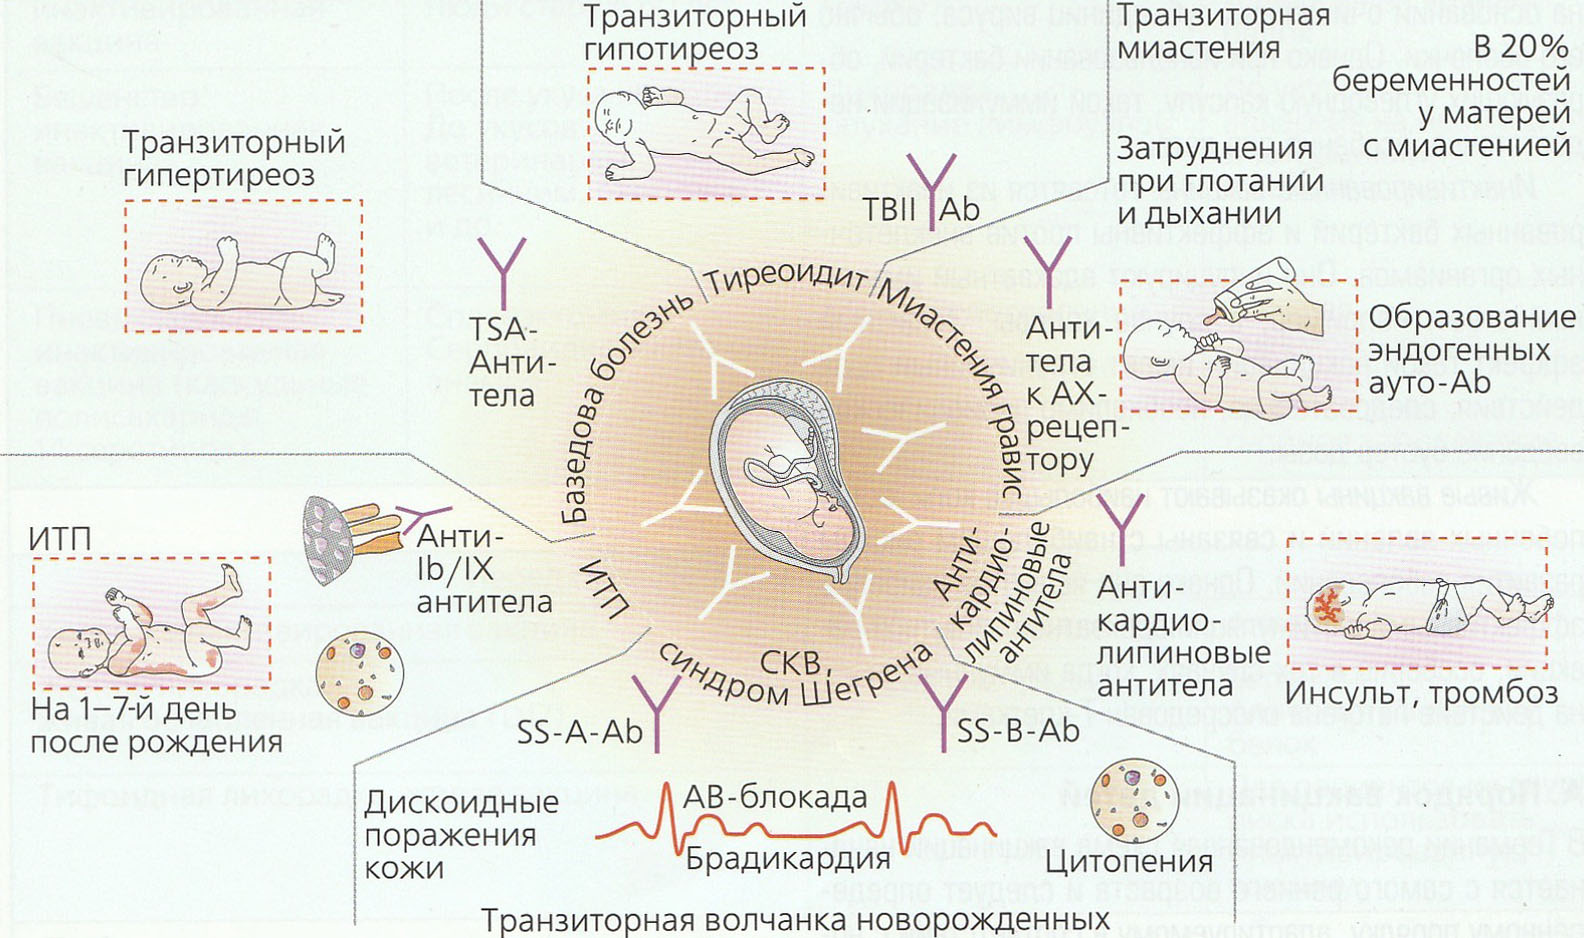 Транзиторный
гипотиреоз
Транзиторная
миастения
В 20%
беременностей
у матерей
с миастенией
Затруднения
при глотании
и дыхании
Транзиторный
гипертиреоз
TBII Ab
TSA-
Анти-
тела
Базедова болезнь
Тиреоидит
Миастения гравис
Анти-
тела
к АХ-
рецеп-
тору
Образование
эндогенных
ауто-Ab
ИТП
Анти-
Ib/IX
антитела
На 1–7-й день
после рождения
ИТП
СКВ,
синдром Шегрена
Анти-
кардио-
липиновые
антитела
Анти-
кардио-
липиновые
антитела
Инсульт, тромбоз
SS-A-Ab
SS-B-Ab
Дискоидные
поражения
кожи
АВ-блокада
Брадикардия
Цитопения
Транзиторная волчанка новорожденных